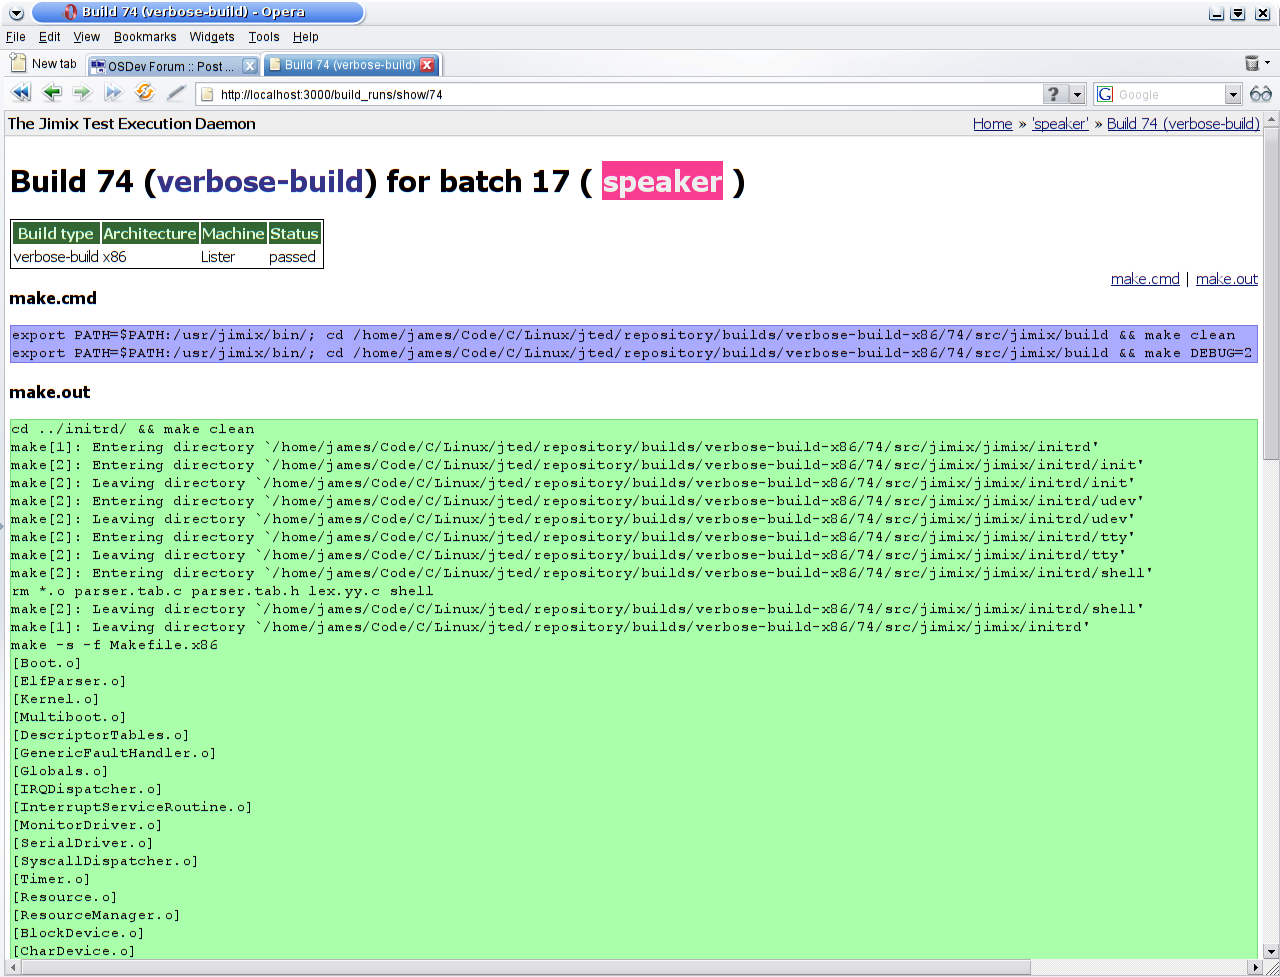 Build 74 (verbose-build) - Opera
File Edit View Bookmarks Widgets Tools Help
New tab OSDev Forum :: Post ... Build 74 (verbose-build)
http://localhost:3000/build_runs/show/74 ? G Google
The Jimix Test Execution Daemon Home » 'speaker' » Build 74 (verbose-build)
Build 74 (verbose-build) for batch 17 ( speaker )
Build type Architecture Machine Status
verbose-build x86 Lister passed
make.cmd | make.out
make.cmd
export PATH=$PATH:/usr/jimix/bin/; cd /home/james/Code/C/Linux/jted/repository/builds/verbose-build-x86/74/src/jimix/build && make clean
export PATH=$PATH:/usr/jimix/bin/; cd /home/james/Code/C/Linux/jted/repository/builds/verbose-build-x86/74/src/jimix/build && make DEBUG=2
make.out
cd ../initrd/ && make clean
make[1]: Entering directory `/home/james/Code/C/Linux/jted/repository/builds/verbose-build-x86/74/src/jimix/jimix/initrd'
make[2]: Entering directory `/home/james/Code/C/Linux/jted/repository/builds/verbose-build-x86/74/src/jimix/jimix/initrd/init'
make[2]: Leaving directory `/home/james/Code/C/Linux/jted/repository/builds/verbose-build-x86/74/src/jimix/jimix/initrd/init'
make[2]: Entering directory `/home/james/Code/C/Linux/jted/repository/builds/verbose-build-x86/74/src/jimix/jimix/initrd/udev'
make[2]: Leaving directory `/home/james/Code/C/Linux/jted/repository/builds/verbose-build-x86/74/src/jimix/jimix/initrd/udev'
make[2]: Entering directory `/home/james/Code/C/Linux/jted/repository/builds/verbose-build-x86/74/src/jimix/jimix/initrd/tty'
make[2]: Leaving directory `/home/james/Code/C/Linux/jted/repository/builds/verbose-build-x86/74/src/jimix/jimix/initrd/tty'
make[2]: Entering directory `/home/james/Code/C/Linux/jted/repository/builds/verbose-build-x86/74/src/jimix/jimix/initrd/shell'
rm *.o parser.tab.c parser.tab.h lex.yy.c shell
make[2]: Leaving directory `/home/james/Code/C/Linux/jted/repository/builds/verbose-build-x86/74/src/jimix/jimix/initrd/shell'
make[1]: Leaving directory `/home/james/Code/C/Linux/jted/repository/builds/verbose-build-x86/74/src/jimix/jimix/initrd'
make -s -f Makefile.x86
[Boot.o]
[ElfParser.o]
[Kernel.o]
[Multiboot.o]
[DescriptorTables.o]
[GenericFaultHandler.o]
[Globals.o]
[IRQDispatcher.o]
[InterruptServiceRoutine.o]
[MonitorDriver.o]
[SerialDriver.o]
[SyscallDispatcher.o]
[Timer.o]
[Resource.o]
[ResourceManager.o]
[BlockDevice.o]
[CharDevice.o]